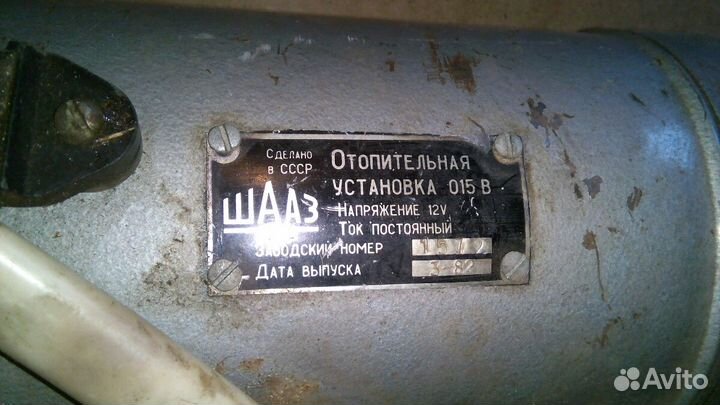 Сделано
в СССР
шААз
Отопительная
установка 015 В
Напряжение 12V
Ток постоянный
Заводский номер
Дата выпуска 3-82
Avito